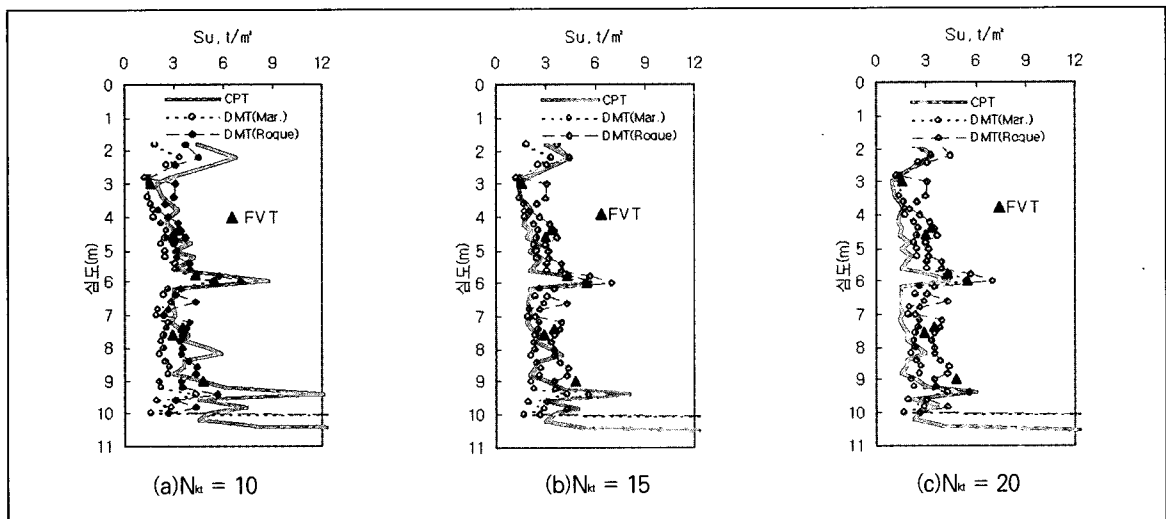 Su, t/㎡
0 3 6 9 12
0
1
2
3
4
5
6
7
8
9
10
11
심도(m)
CPT
DMT(Mar.)
DMT(Roque)
▲FVT
(a)Nkt = 10
Su, t/㎡
0 3 6 9 12
0
1
2
3
4
5
6
7
8
9
10
11
심도(m)
CPT
DMT(Mar.)
DMT(Roque)
▲FVT
(b)Nkt = 15
Su, t/㎡
0 3 6 9 12
0
1
2
3
4
5
6
7
8
9
10
11
심도(m)
CPT
DMT(Mar.)
DMT(Roque)
▲FVT
(c)Nkt = 20